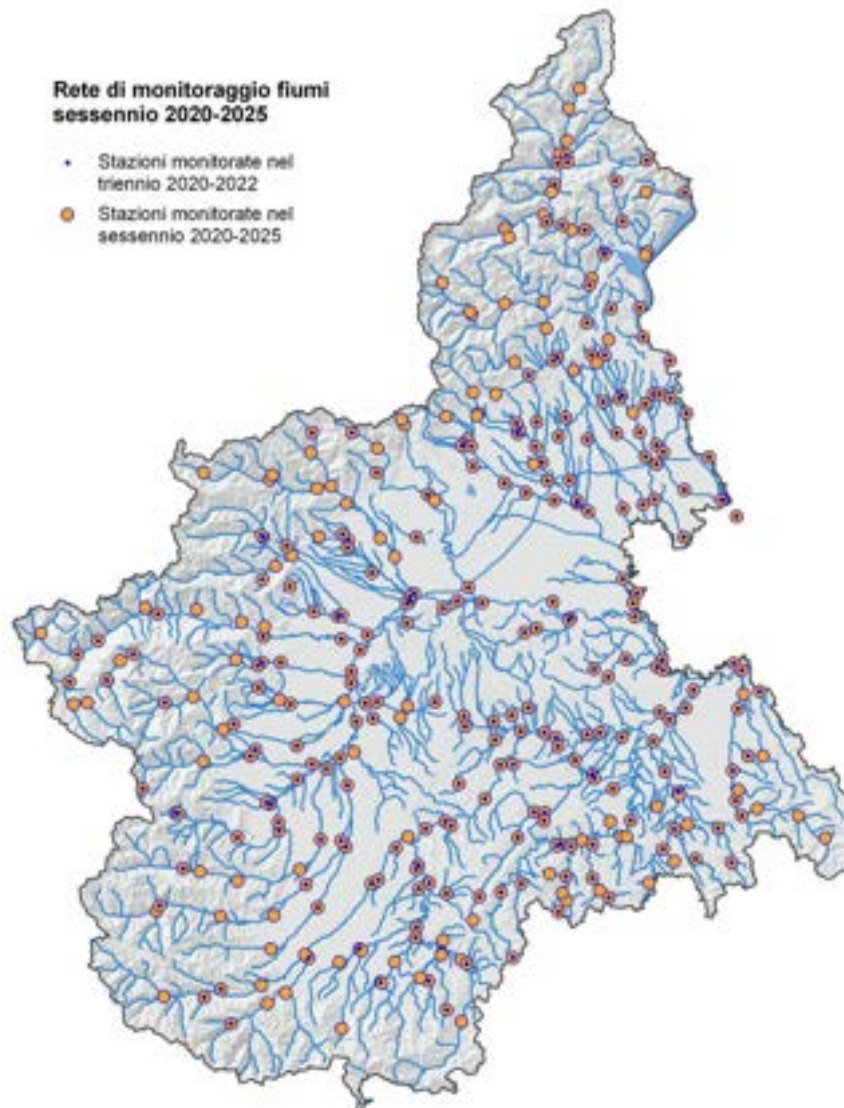 Rete di monitoraggio fiumi
sessennio 2020-2025
Stazioni monitorate nel
triennio 2020-2022
Stazioni monitorate nel
sessennio 2020-2025